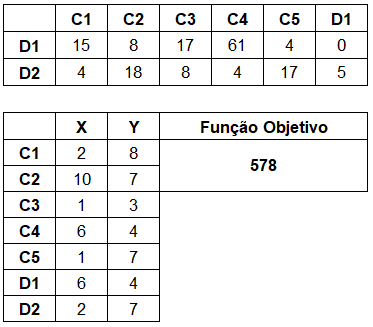 C1 C2 C3 C4 C5 D1
D1 15 8 17 61 4 0
D2 4 18 8 4 17 5
X Y Função Objetivo
C1 2 8 578
C2 10 7
C3 1 3
C4 6 4
C5 1 7
D1 6 4
D2 2 7